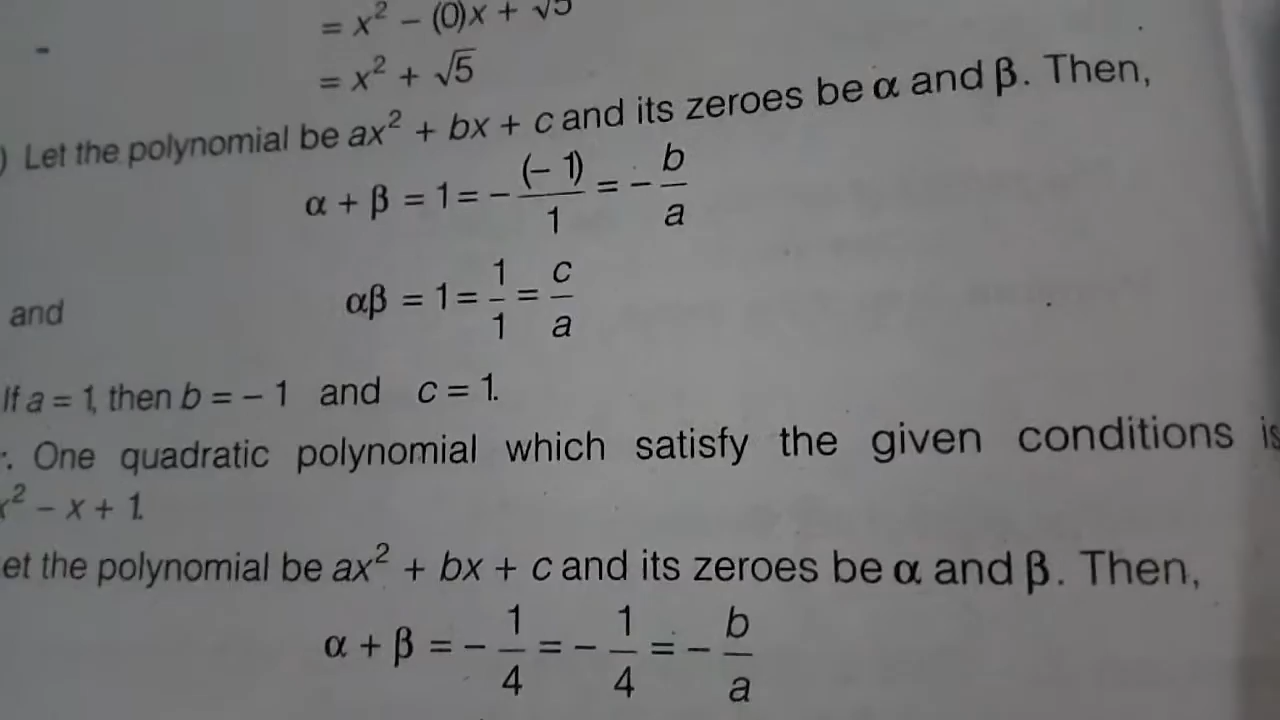 = x² − (0)x + √5
= x² + √5
) Let the polynomial be ax² + bx + c and its zeroes be α and β. Then,
α + β = 1 = − (− 1)/1 = − b/a
and αβ = 1 = 1/1 = c/a
If a = 1, then b = − 1 and c = 1.
∴ One quadratic polynomial which satisfy the given conditions is
x² − x + 1.
et the polynomial be ax² + bx + c and its zeroes be α and β. Then,
α + β = − 1/4 = − 1/4 = − b/a